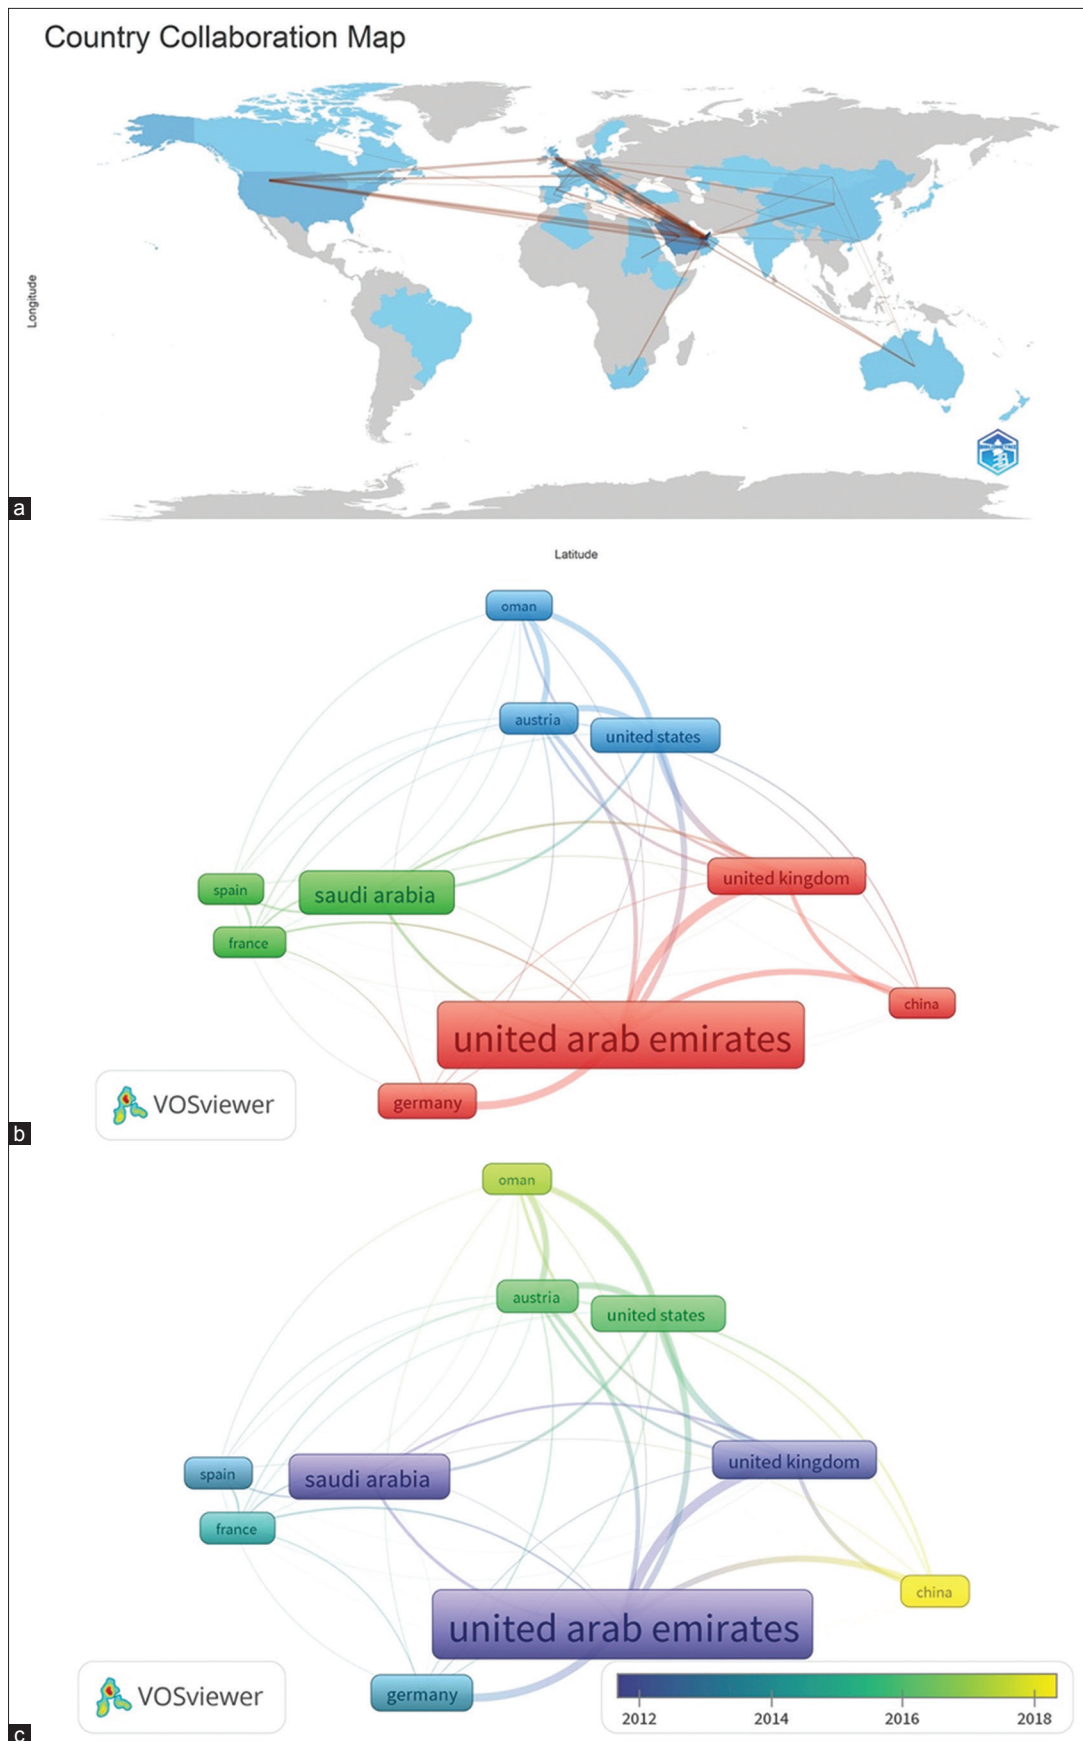 Country Collaboration Map
Longitude
Latitude
a
oman
austria
united states
united kingdom
spain
saudi arabia
france
china
united arab emirates
germany
VOSviewer
b
oman
austria
united states
united kingdom
spain
saudi arabia
france
china
united arab emirates
germany
VOSviewer
2012 2014 2016 2018
c